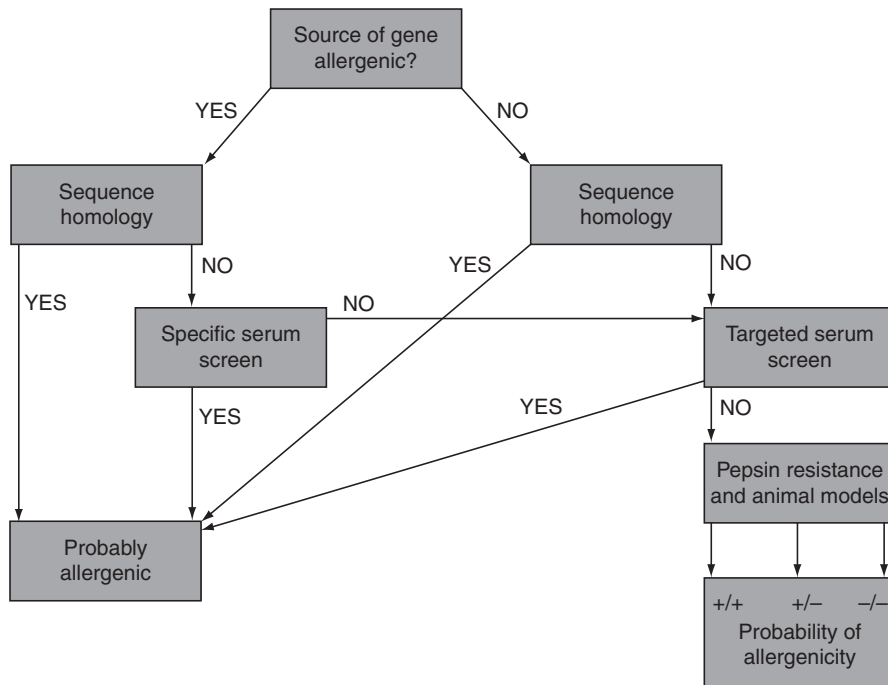 Source of gene
allergenic?
YES
NO
Sequence
homology
Sequence
homology
NO
YES
NO
YES
NO
Specific serum
screen
Targeted serum
screen
YES
YES
NO
Pepsin resistance
and animal models
Probably
allergenic
+/+ +/– –/–
Probability of
allergenicity